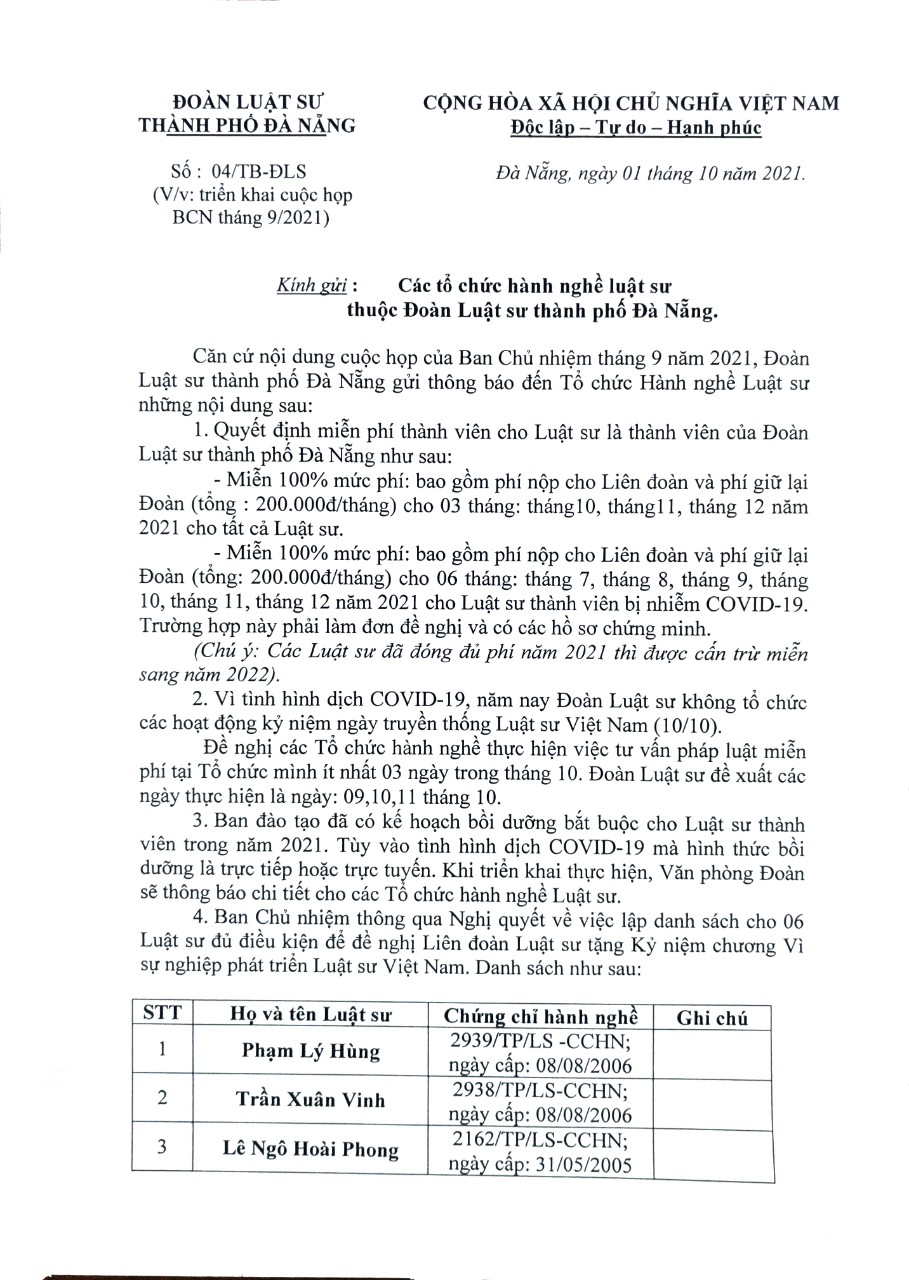 ĐOÀN LUẬT SƯ
THÀNH PHỐ ĐÀ NẴNG
CỘNG HÒA XÃ HỘI CHỦ NGHĨA VIỆT NAM
Độc lập – Tự do – Hạnh phúc
Số : 04/TB-ĐLS
(V/v: triển khai cuộc họp
BCN tháng 9/2021)
Đà Nẵng, ngày 01 tháng 10 năm 2021.
Kính gửi : Các tổ chức hành nghề luật sư
thuộc Đoàn Luật sư thành phố Đà Nẵng.
Căn cứ nội dung cuộc họp của Ban Chủ nhiệm tháng 9 năm 2021, Đoàn
Luật sư thành phố Đà Nẵng gửi thông báo đến Tổ chức Hành nghề Luật sư
những nội dung sau:
1. Quyết định miễn phí thành viên cho Luật sư là thành viên của Đoàn
Luật sư thành phố Đà Nẵng như sau:
- Miễn 100% mức phí: bao gồm phí nộp cho Liên đoàn và phí giữ lại
Đoàn (tổng : 200.000đ/tháng) cho 03 tháng: tháng10, tháng11, tháng 12 năm
2021 cho tất cả Luật sư.
- Miễn 100% mức phí: bao gồm phí nộp cho Liên đoàn và phí giữ lại
Đoàn (tổng: 200.000đ/tháng) cho 06 tháng: tháng 7, tháng 8, tháng 9, tháng
10, tháng 11, tháng 12 năm 2021 cho Luật sư thành viên bị nhiễm COVID-19.
Trường hợp này phải làm đơn đề nghị và có các hồ sơ chứng minh.
(Chú ý: Các Luật sư đã đóng đủ phí năm 2021 thì được cấn trừ miễn
sang năm 2022).
2. Vì tình hình dịch COVID-19, năm nay Đoàn Luật sư không tổ chức
các hoạt động kỷ niệm ngày truyền thống Luật sư Việt Nam (10/10).
Đề nghị các Tổ chức hành nghề thực hiện việc tư vấn pháp luật miễn
phí tại Tổ chức mình ít nhất 03 ngày trong tháng 10. Đoàn Luật sư đề xuất các
ngày thực hiện là ngày: 09,10,11 tháng 10.
3. Ban đào tạo đã có kế hoạch bồi dưỡng bắt buộc cho Luật sư thành
viên trong năm 2021. Tùy vào tình hình dịch COVID-19 mà hình thức bồi
dưỡng là trực tiếp hoặc trực tuyến. Khi triển khai thực hiện, Văn phòng Đoàn
sẽ thông báo chi tiết cho các Tổ chức hành nghề Luật sư.
4. Ban Chủ nhiệm thông qua Nghị quyết về việc lập danh sách cho 06
Luật sư đủ điều kiện để đề nghị Liên đoàn Luật sư tặng Kỷ niệm chương Vì
sự nghiệp phát triển Luật sư Việt Nam. Danh sách như sau:
STT Họ và tên Luật sư Chứng chỉ hành nghề Ghi chú
1 Phạm Lý Hùng 2939/TP/LS -CCHN;
ngày cấp: 08/08/2006
2 Trần Xuân Vinh 2938/TP/LS-CCHN;
ngày cấp: 08/08/2006
3 Lê Ngô Hoài Phong 2162/TP/LS-CCHN;
ngày cấp: 31/05/2005